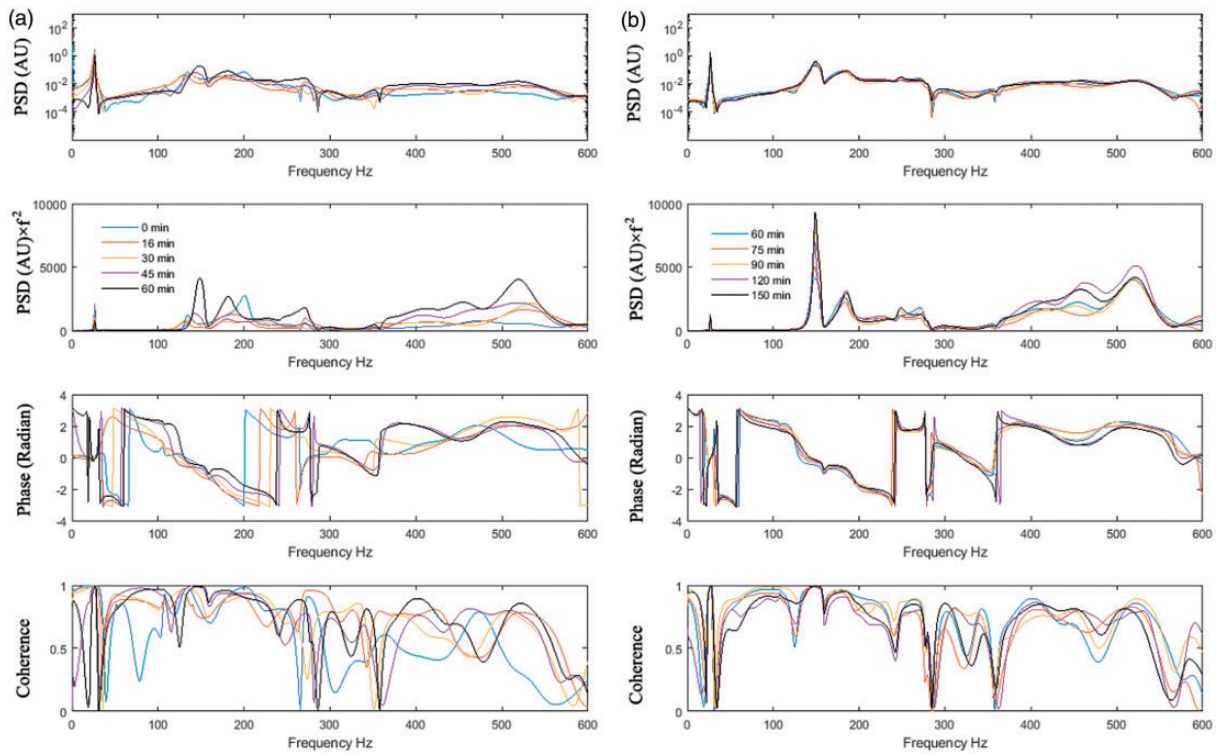 (a)
PSD (AU)
10^2
10^0
10^-2
10^-4
0 100 200 300 400 500 600
Frequency Hz
PSD (AU)×f^-2
10000
5000
0
0 min
16 min
30 min
45 min
60 min
0 100 200 300 400 500 600
Frequency Hz
Phase (Radian)
4
2
0
-2
-4
0 100 200 300 400 500 600
Frequency Hz
Coherence
1
0.5
0
0 100 200 300 400 500 600
Frequency Hz
(b)
PSD (AU)
10^2
10^0
10^-2
10^-4
0 100 200 300 400 500 600
Frequency Hz
PSD (AU)×f^-2
10000
5000
0
60 min
75 min
90 min
120 min
150 min
0 100 200 300 400 500 600
Frequency Hz
Phase (Radian)
4
2
0
-2
-4
0 100 200 300 400 500 600
Frequency Hz
Coherence
1
0.5
0
0 100 200 300 400 500 600
Frequency Hz